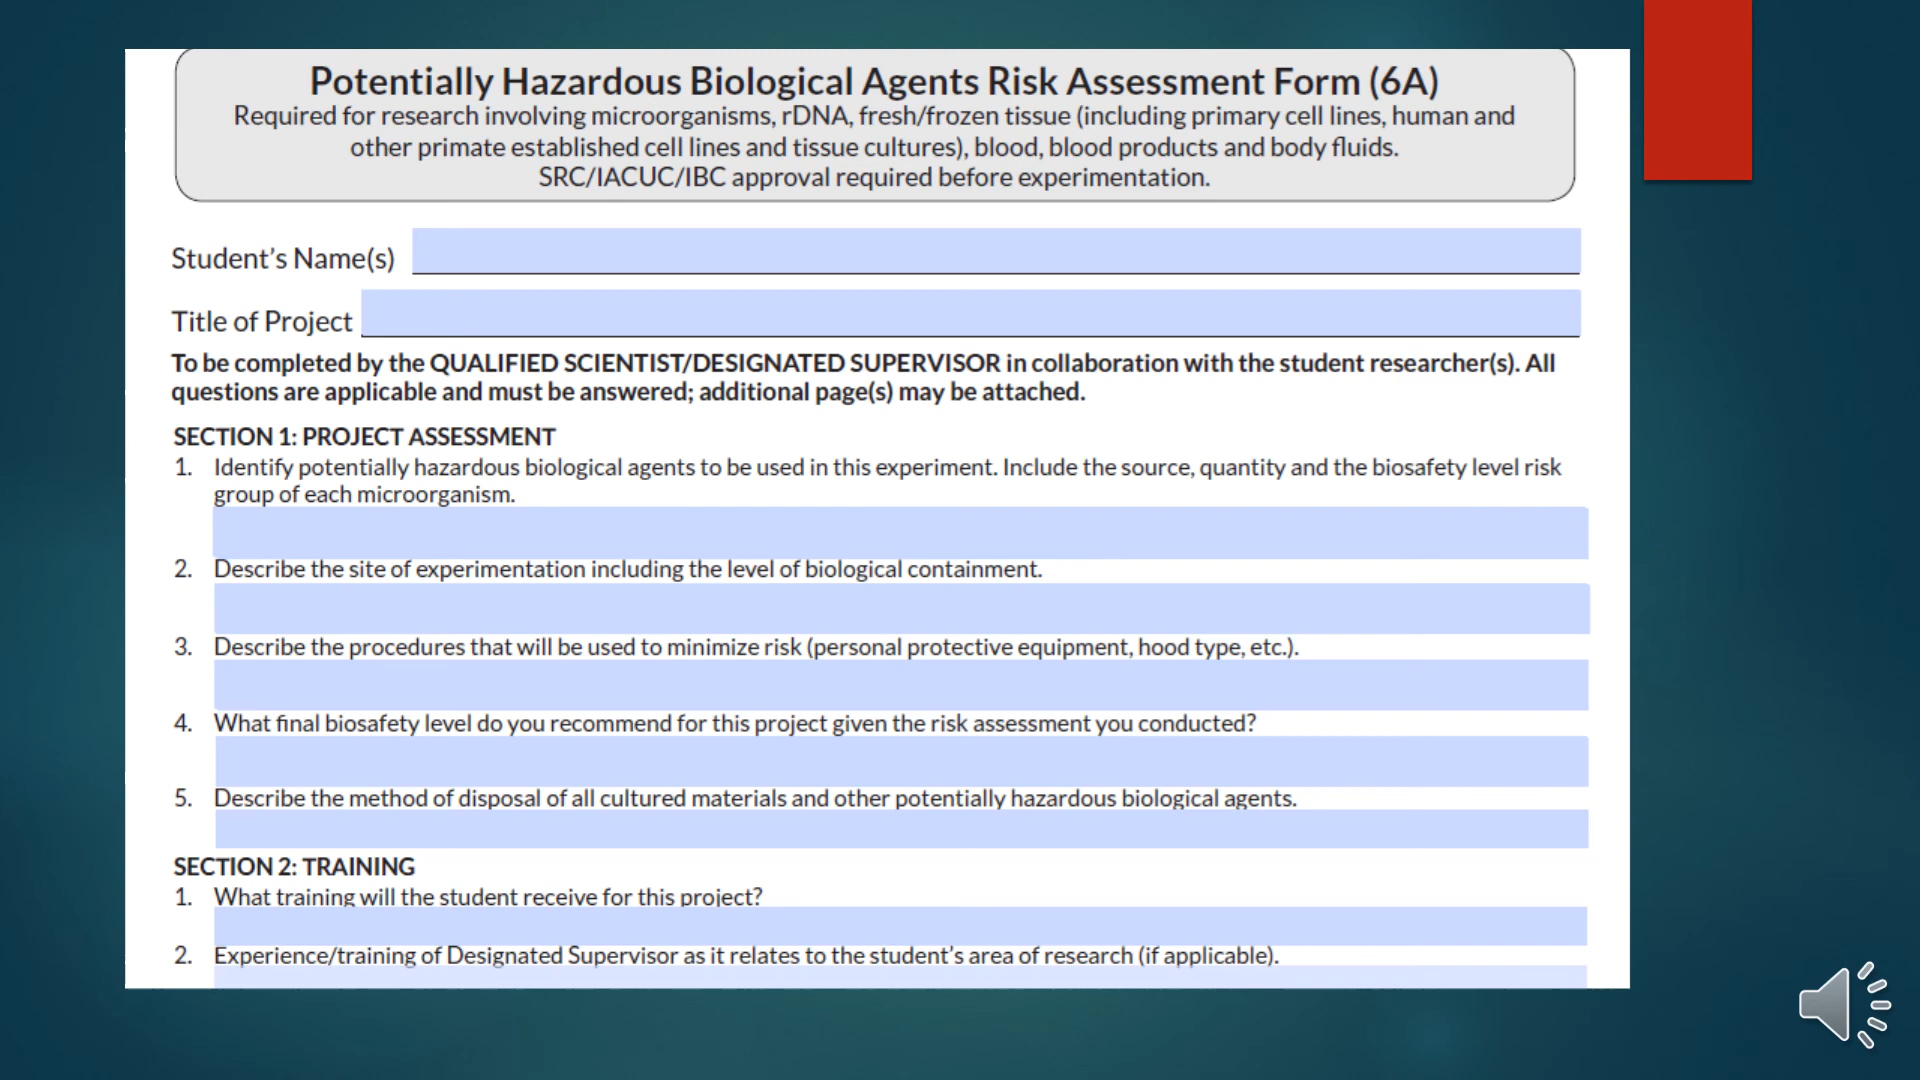 Potentially Hazardous Biological Agents Risk Assessment Form (6A)
Required for research involving microorganisms, rDNA, fresh/frozen tissue (including primary cell lines, human and
other primate established cell lines and tissue cultures), blood, blood products and body fluids.
SRC/IACUC/IBC approval required before experimentation.
Student’s Name(s)
Title of Project
To be completed by the QUALIFIED SCIENTIST/DESIGNATED SUPERVISOR in collaboration with the student researcher(s). All
questions are applicable and must be answered; additional page(s) may be attached.
SECTION 1: PROJECT ASSESSMENT
1. Identify potentially hazardous biological agents to be used in this experiment. Include the source, quantity and the biosafety level risk
group of each microorganism.
2. Describe the site of experimentation including the level of biological containment.
3. Describe the procedures that will be used to minimize risk (personal protective equipment, hood type, etc.).
4. What final biosafety level do you recommend for this project given the risk assessment you conducted?
5. Describe the method of disposal of all cultured materials and other potentially hazardous biological agents.
SECTION 2: TRAINING
1. What training will the student receive for this project?
2. Experience/training of Designated Supervisor as it relates to the student’s area of research (if applicable).